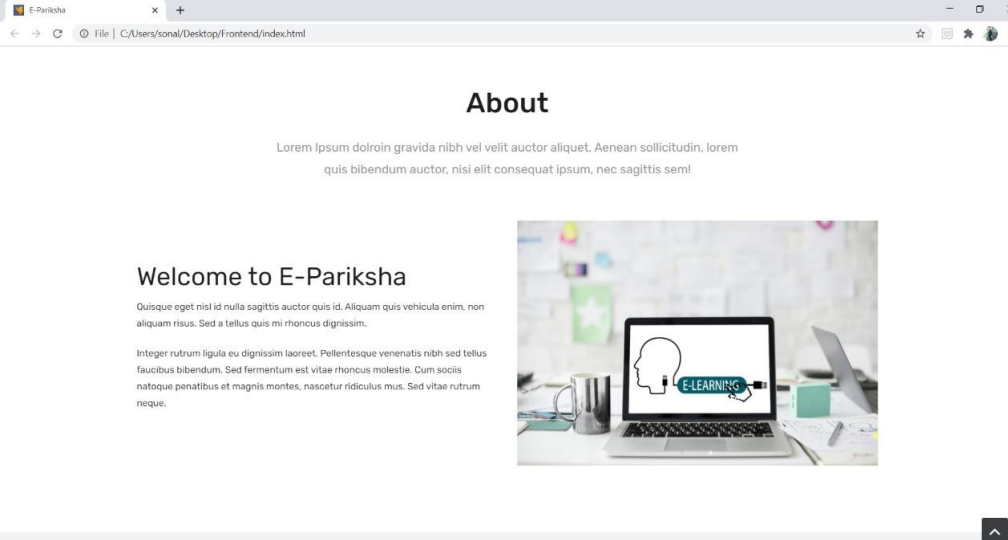 E-Pariksha
File | C:/Users/sonal/Desktop/Frontend/index.html
About
Lorem Ipsum dolroin gravida nibh vel velit auctor aliquet. Aenean sollicitudin, lorem
quis bibendum auctor, nisi elit consequat ipsum, nec sagittis sem!
Welcome to E-Pariksha
Quisque eget nisl id nulla sagittis auctor quis id. Aliquam quis vehicula enim, non
aliquam risus. Sed a tellus quis mi rhoncus dignissim.
Integer rutrum ligula eu dignissim laoreet. Pellentesque venenatis nibh sed tellus
faucibus bibendum. Sed fermentum est vitae rhoncus molestie. Cum sociis
natoque penatibus et magnis montes, nascetur ridiculus mus. Sed vitae rutrum
neque.
E-LEARNING